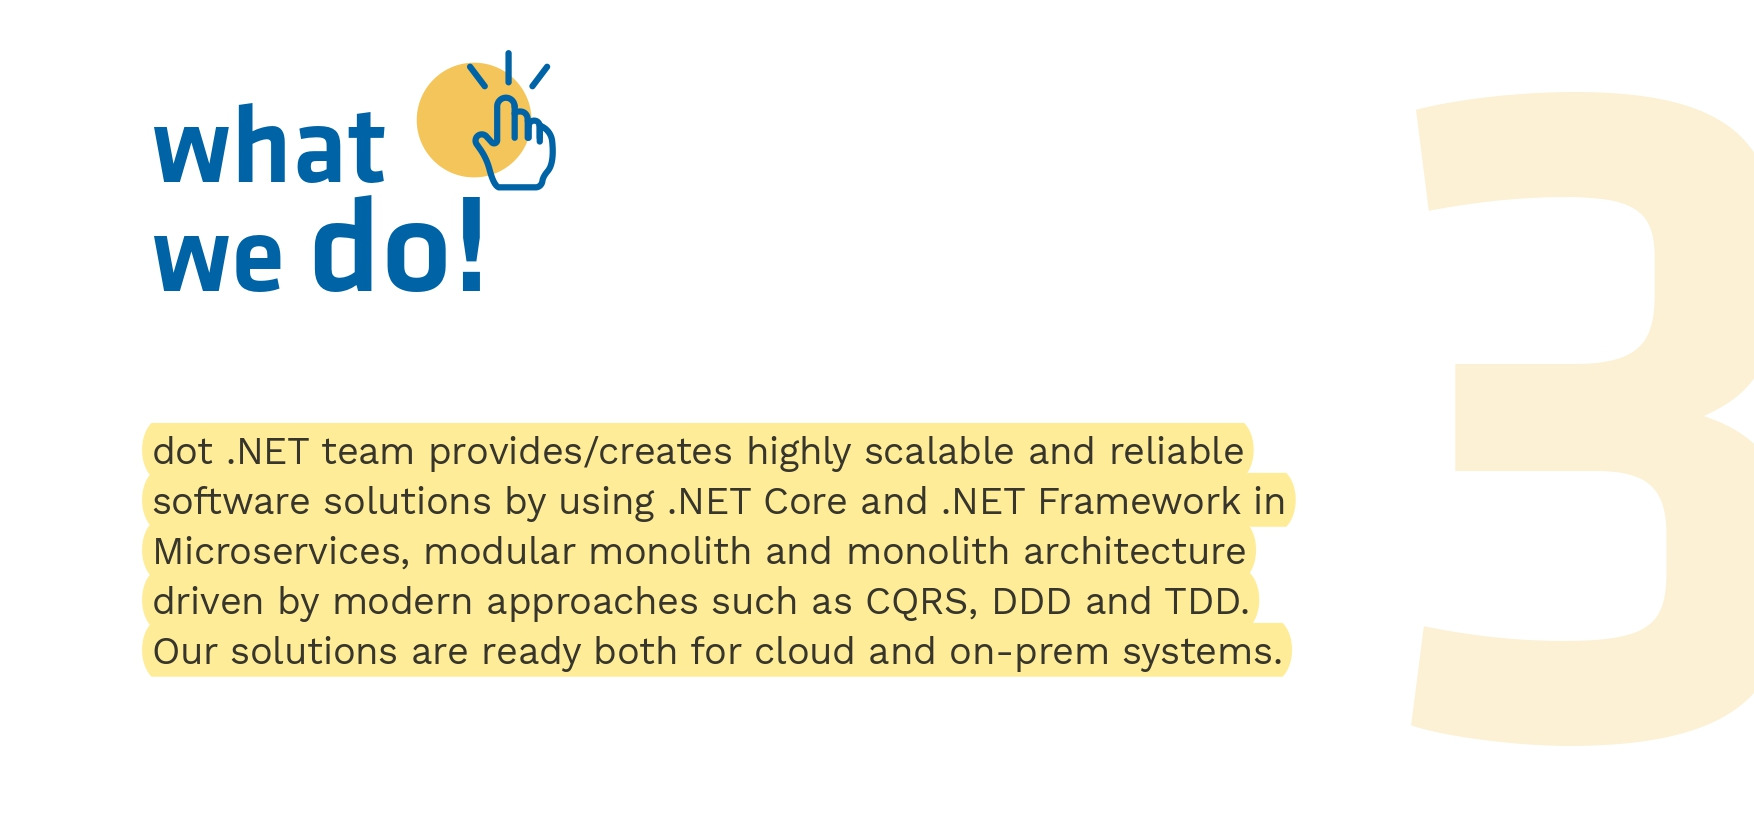 what
we do!
3
dot .NET team provides/creates highly scalable and reliable
software solutions by using .NET Core and .NET Framework in
Microservices, modular monolith and monolith architecture
driven by modern approaches such as CQRS, DDD and TDD.
Our solutions are ready both for cloud and on-prem systems.